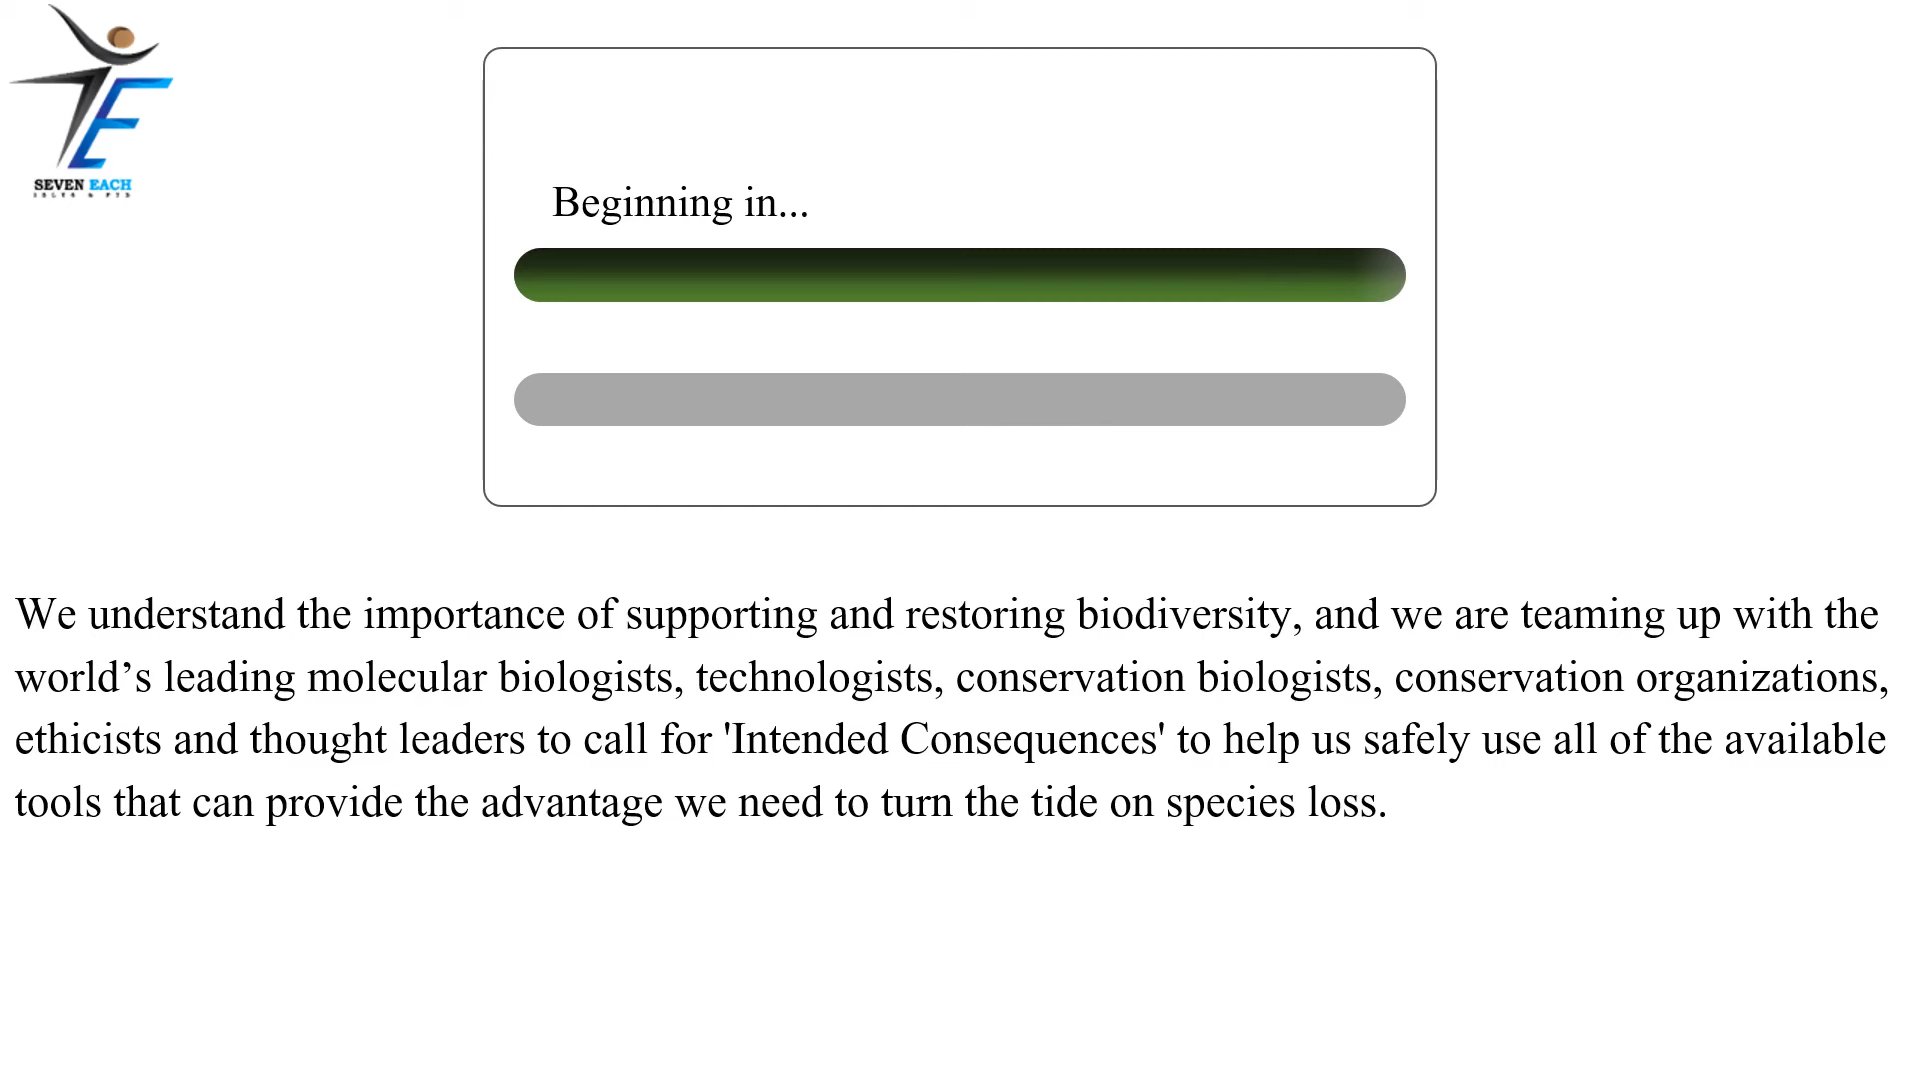 SEVEN EACH
IELTS & PTE
Beginning in...
We understand the importance of supporting and restoring biodiversity, and we are teaming up with the
world’s leading molecular biologists, technologists, conservation biologists, conservation organizations,
ethicists and thought leaders to call for 'Intended Consequences' to help us safely use all of the available
tools that can provide the advantage we need to turn the tide on species loss.